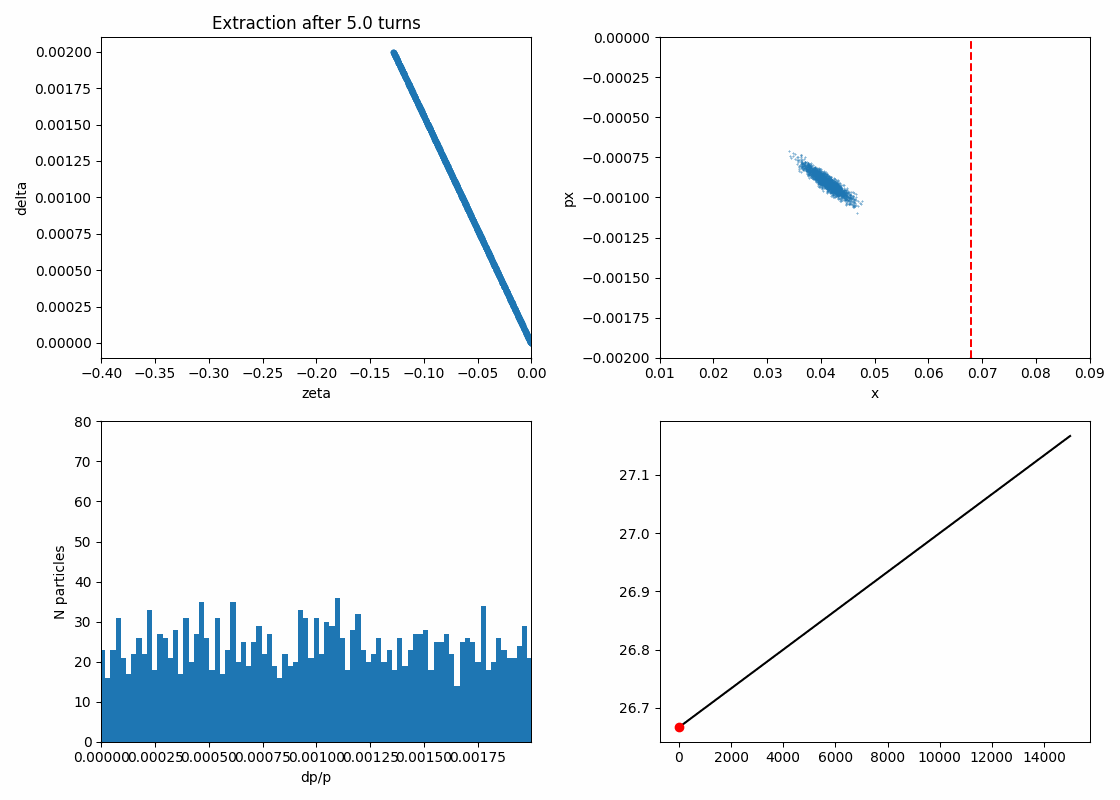 Extraction after 5.0 turns
delta
0.00200
0.00175
0.00150
0.00125
0.00100
0.00075
0.00050
0.00025
0.00000
−0.40 −0.35 −0.30 −0.25 −0.20 −0.15 −0.10 −0.05 0.00
zeta
px
0.00000
−0.00025
−0.00050
−0.00075
−0.00100
−0.00125
−0.00150
−0.00175
−0.00200
0.01 0.02 0.03 0.04 0.05 0.06 0.07 0.08 0.09
x
N particles
80
70
60
50
40
30
20
10
0
0.00000 0.00025 0.00050 0.00075 0.00100 0.00125 0.00150 0.00175
dp/p
27.1
27.0
26.9
26.8
26.7
0 2000 4000 6000 8000 10000 12000 14000